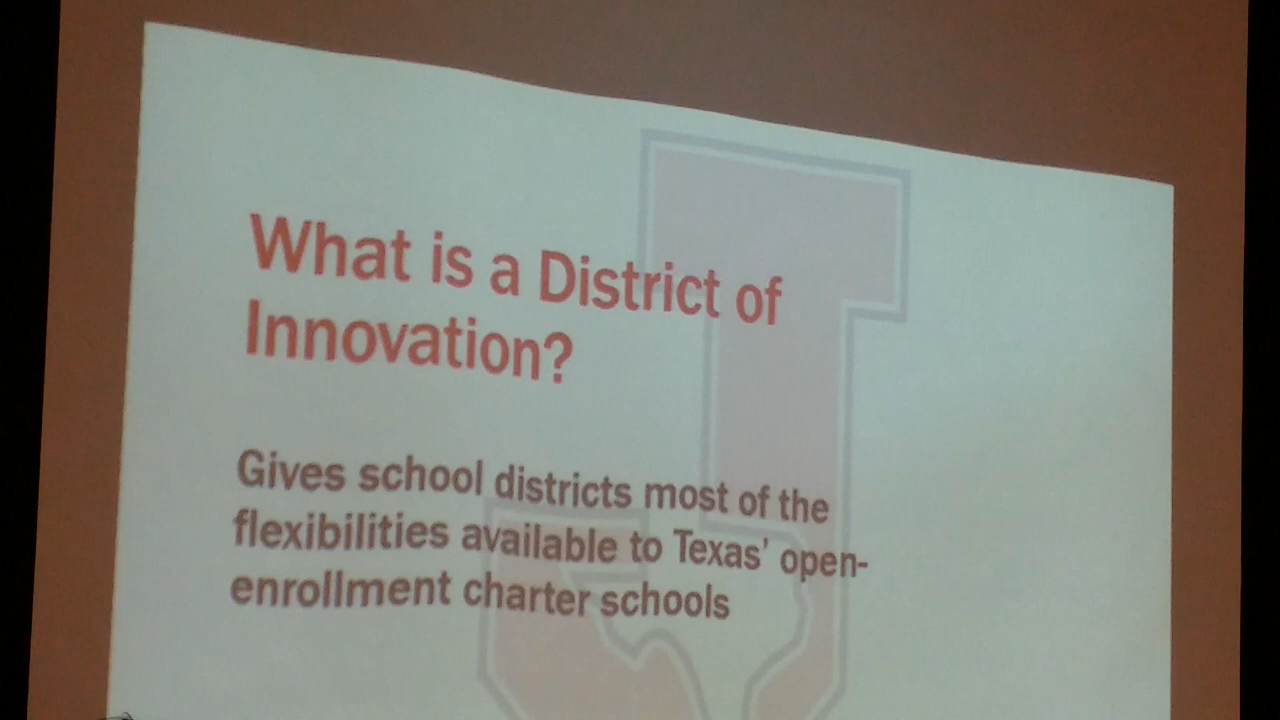 What is a District of
Innovation?
Gives school districts most of the
flexibilities available to Texas' open-
enrollment charter schools